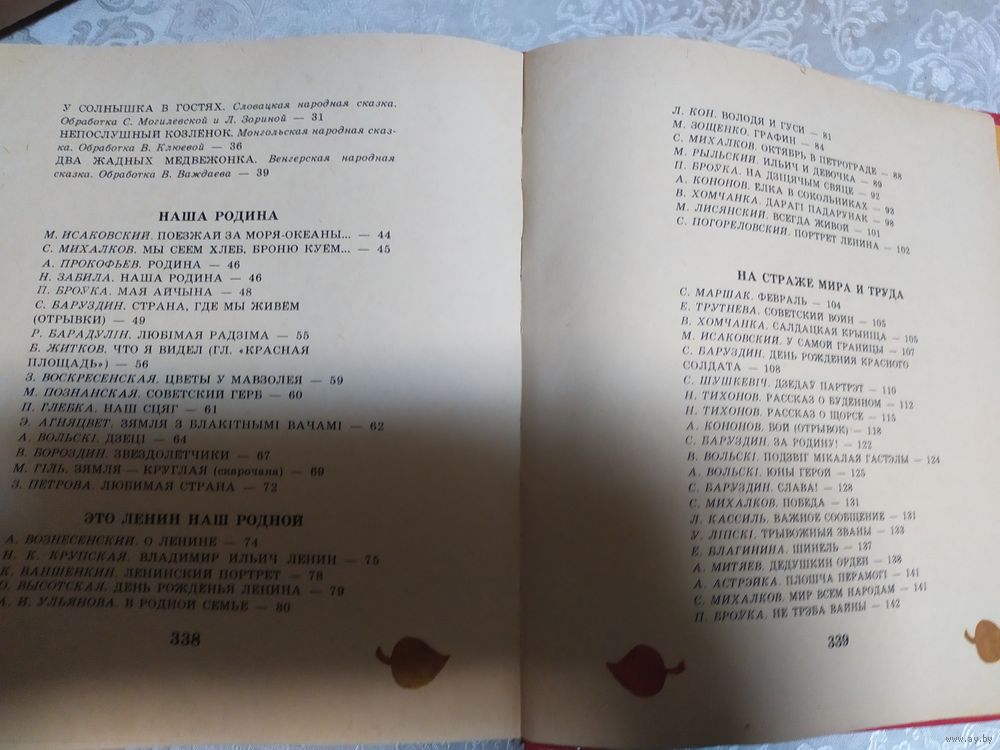 У СОЛНЫШКА В ГОСТЯХ. Словацкая народная сказка.
Обработка С. Могилевской и Л. Зориной — 31
НЕПОСЛУШНЫЙ КОЗЛЕНОК. Монгольская народная сказ-
ка. Обработка В. Клюевой — 36
ДВА ЖАДНЫХ МЕДВЕЖОНКА. Венгерская народная
сказка. Обработка В. Важдаева — 39
НАША РОДИНА
М. ИСАКОВСКИЙ. ПОЕЗЖАЙ ЗА МОРЯ-ОКЕАНЫ... — 44
С. МИХАЛКОВ. МЫ СЕЕМ ХЛЕБ, БРОНЮ КУЕМ... — 45
А. ПРОКОФЬЕВ. РОДИНА — 46
Н. ЗАБИЛА. НАША РОДИНА — 46
П. БРОЎКА. МАЯ АЙЧЫНА — 48
С. БАРУЗДИН. СТРАНА, ГДЕ МЫ ЖИВЁМ
(ОТРЫВКИ) — 49
Р. БАРАДУЛІН. ЛЮБІМАЯ РАДЗІМА — 55
Б. ЖИТКОВ. ЧТО Я ВИДЕЛ (ГЛ. «КРАСНАЯ
ПЛОЩАДЬ») — 56
З. ВОСКРЕСЕНСКАЯ. ЦВЕТЫ У МАВЗОЛЕЯ — 59
М. ПОЗНАНСКАЯ. СОВЕТСКИЙ ГЕРБ — 60
П. ГЛЕБКА. НАШ СЦЯГ — 61
Э. АГНЯЦВЕТ. ЗЯМЛЯ З БЛАКІТНЫМІ ВАЧАМІ — 62
А. ВОЛЬСКІ. ДЗЕЦІ — 64
В. БОРОЗДИН. ЗВЕЗДОЛЁТЧИКИ — 67
М. ГІЛЬ. ЗЯМЛЯ — КРУГЛАЯ (скарочана) — 69
З. ПЕТРОВА. ЛЮБИМАЯ СТРАНА — 72
ЭТО ЛЕНИН НАШ РОДНОЙ
А. ВОЗНЕСЕНСКИЙ. О ЛЕНИНЕ — 74
Н. К. КРУПСКАЯ. ВЛАДИМИР ИЛЬИЧ ЛЕНИН — 75
К. ВАНШЕНКИН. ЛЕНИНСКИЙ ПОРТРЕТ — 78
О. ВЫСОТСКАЯ. ДЕНЬ РОЖДЕНЬЯ ЛЕНИНА — 79
А. И. УЛЬЯНОВА. В РОДНОЙ СЕМЬЕ — 80
338
Л. КОН. ВОЛОДЯ И ГУСИ — 81
М. ЗОЩЕНКО. ГРАФИН — 84
С. МИХАЛКОВ. ОКТЯБРЬ В ПЕТРОГРАДЕ — 88
М. РЫЛЬСКИЙ. ИЛЬИЧ И ДЕВОЧКА — 89
П. БРОЎКА. НА ДЗІЦЯЧЫМ СВЯЦЕ — 92
А. КОНОНОВ. ЁЛКА В СОКОЛЬНИКАХ — 93
В. ХОМЧАНКА. ДАРАГІ ПАДАРУНАК — 98
М. ЛИСЯНСКИЙ. ВСЕГДА ЖИВОЙ — 101
С. ПОГОРЕЛОВСКИЙ. ПОРТРЕТ ЛЕНИНА — 102
НА СТРАЖЕ МИРА И ТРУДА
С. МАРШАК. ФЕВРАЛЬ — 104
Е. ТРУТНЕВА. СОВЕТСКИЙ ВОИН — 105
В. ХОМЧАНКА. САЛДАЦКАЯ КРЫНІЦА — 105
М. ИСАКОВСКИЙ. У САМОЙ ГРАНИЦЫ — 107
С. БАРУЗДИН. ДЕНЬ РОЖДЕНИЯ КРАСНОГО
СОЛДАТА — 108
С. ШУШКЕВІЧ. ДЗЕДАЎ ПАРТРЭТ — 110
Н. ТИХОНОВ. РАССКАЗ О БУДЕННОМ — 112
Н. ТИХОНОВ. РАССКАЗ О ЩОРСЕ — 115
А. КОНОНОВ. БОЙ (ОТРЫВОК) — 118
С. БАРУЗДИН. ЗА РОДИНУ! — 122
В. ВОЛЬСКІ. ПОДЗВІГ МІКАЛАЯ ГАСТЭЛЫ — 124
А. ВОЛЬСКІ. ЮНЫ ГЕРОЙ — 125
С. БАРУЗДИН. СЛАВА! — 128
С. МИХАЛКОВ. ПОБЕДА — 131
Л. КАССИЛЬ. ВАЖНОЕ СООБЩЕНИЕ — 131
У. ЛІПСКІ. ТРЫВОЖНЫЯ ЗВАНЫ — 133
Е. БЛАГИНИНА. ШИНЕЛЬ — 137
А. МИТЯЕВ. ДЕДУШКИН ОРДЕН — 138
А. АСТРЭЙКА. ПЛОШЧА ПЕРАМОГІ — 141
С. МИХАЛКОВ. МИР ВСЕМ НАРОДАМ — 141
П. БРОЎКА. НЕ ТРЭБА ВАЙНЫ — 142
339
www.ay.by